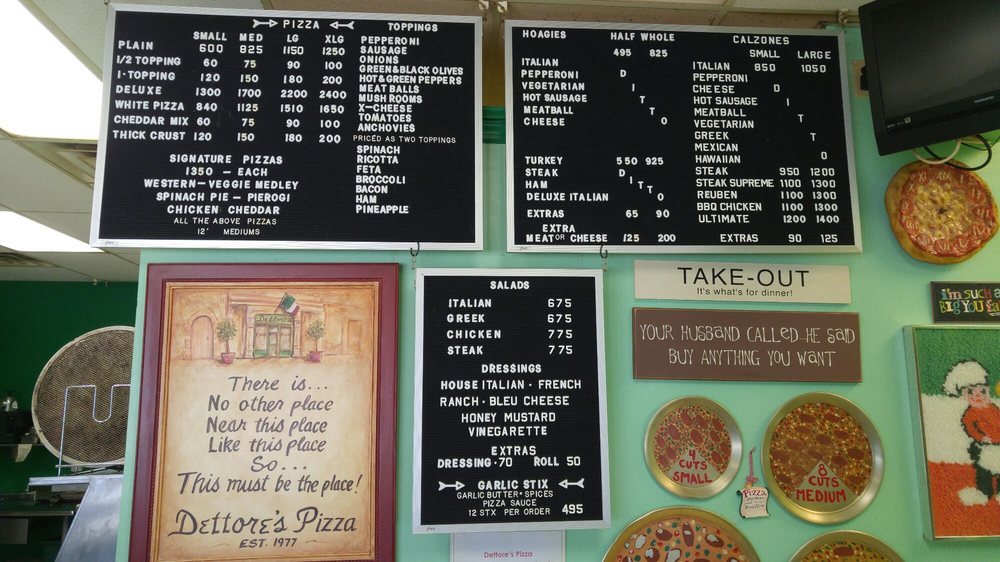 PIZZA
SMALL MED LG XLG
PLAIN 600 825 1150 1250
1/2 TOPPING 60 75 90 100
1-TOPPING 120 150 180 200
DELUXE 1300 1700 2200 2400
WHITE PIZZA 840 1125 1510 1650
CHEDDAR MIX 60 75 90 100
THICK CRUST 120 150 180 200
SIGNATURE PIZZAS
1350 - EACH
WESTERN-VEGGIE MEDLEY
SPINACH PIE-PIEROGI
CHICKEN CHEDDAR
ALL THE ABOVE PIZZAS
12' MEDIUMS
TOPPINGS
PEPPERONI
SAUSAGE
ONIONS
GREEN&BLACK OLIVES
HOT&GREEN PEPPERS
MEAT BALLS
MUSHROOMS
X-CHEESE
TOMATOES
ANCHOVIES
PRICED AS TWO TOPPINGS
SPINACH
RICOTTA
FETA
BROCCOLI
BACON
HAM
PINEAPPLE
HOAGIES HALF WHOLE
495 825
ITALIAN
PEPPERONI D
VEGETARIAN I
HOT SAUSAGE T
MEATBALL T
CHEESE O
TURKEY 550 925
STEAK D
HAM I T
DELUXE ITALIAN T O
EXTRAS 65 90
EXTRA
MEAT OR CHEESE 125 200
CALZONES
SMALL LARGE
ITALIAN 850 1050
PEPPERONI
CHEESE D
HOT SAUSAGE I
MEATBALL
VEGETARIAN T
GREEK T
MEXICAN
HAWAIIAN O
STEAK 950 1200
STEAK SUPREME 1100 1300
REUBEN 1100 1300
BBQ CHICKEN 1100 1300
ULTIMATE 1200 1400
EXTRAS 90 125
Dettore's
There is...
No other place
Near this place
Like this place
So...
This must be the place!
Dettore's Pizza
EST. 1977
SALADS
ITALIAN 675
GREEK 675
CHICKEN 775
STEAK 775
DRESSINGS
HOUSE ITALIAN · FRENCH
RANCH · BLEU CHEESE
HONEY MUSTARD
VINEGARETTE
EXTRAS
DRESSING·70 ROLL 50
GARLIC STIX
GARLIC BUTTER·SPICES
PIZZA SAUCE
12 STX PER ORDER 495
Dettore's Pizza
TAKE-OUT
It's what's for dinner!
YOUR HUSBAND CALLED...HE SAID
BUY ANYTHING YOU WANT
i'm SUCH A
BiG YOU
4
CUTS
SMALL
Pizza
8
CUTS
MEDIUM